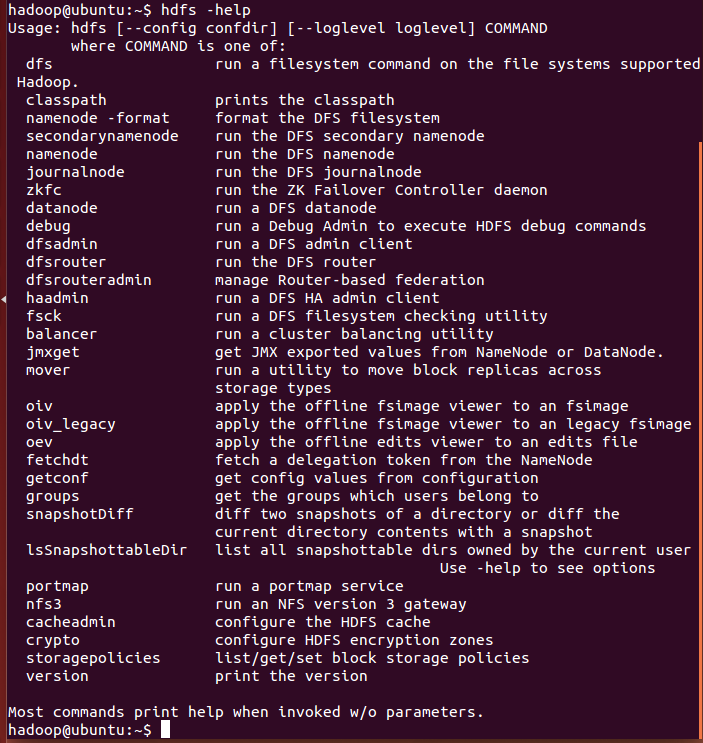 hadoop@ubuntu:~$ hdfs -help
Usage: hdfs [--config confdir] [--loglevel loglevel] COMMAND
       where COMMAND is one of:
  dfs                  run a filesystem command on the file systems supported
 Hadoop.
  classpath            prints the classpath
  namenode -format     format the DFS filesystem
  secondarynamenode    run the DFS secondary namenode
  namenode             run the DFS namenode
  journalnode          run the DFS journalnode
  zkfc                 run the ZK Failover Controller daemon
  datanode             run a DFS datanode
  debug                run a Debug Admin to execute HDFS debug commands
  dfsadmin             run a DFS admin client
  dfsrouter            run the DFS router
  dfsrouteradmin       manage Router-based federation
  haadmin              run a DFS HA admin client
  fsck                 run a DFS filesystem checking utility
  balancer             run a cluster balancing utility
  jmxget               get JMX exported values from NameNode or DataNode.
  mover                run a utility to move block replicas across
                       storage types
  oiv                  apply the offline fsimage viewer to an fsimage
  oiv_legacy           apply the offline fsimage viewer to an legacy fsimage
  oev                  apply the offline edits viewer to an edits file
  fetchdt              fetch a delegation token from the NameNode
  getconf              get config values from configuration
  groups               get the groups which users belong to
  snapshotDiff         diff two snapshots of a directory or diff the
                       current directory contents with a snapshot
  lsSnapshottableDir   list all snapshottable dirs owned by the current user
                                                Use -help to see options
  portmap              run a portmap service
  nfs3                 run an NFS version 3 gateway
  cacheadmin           configure the HDFS cache
  crypto               configure HDFS encryption zones
  storagepolicies      list/get/set block storage policies
  version              print the version

Most commands print help when invoked w/o parameters.
hadoop@ubuntu:~$